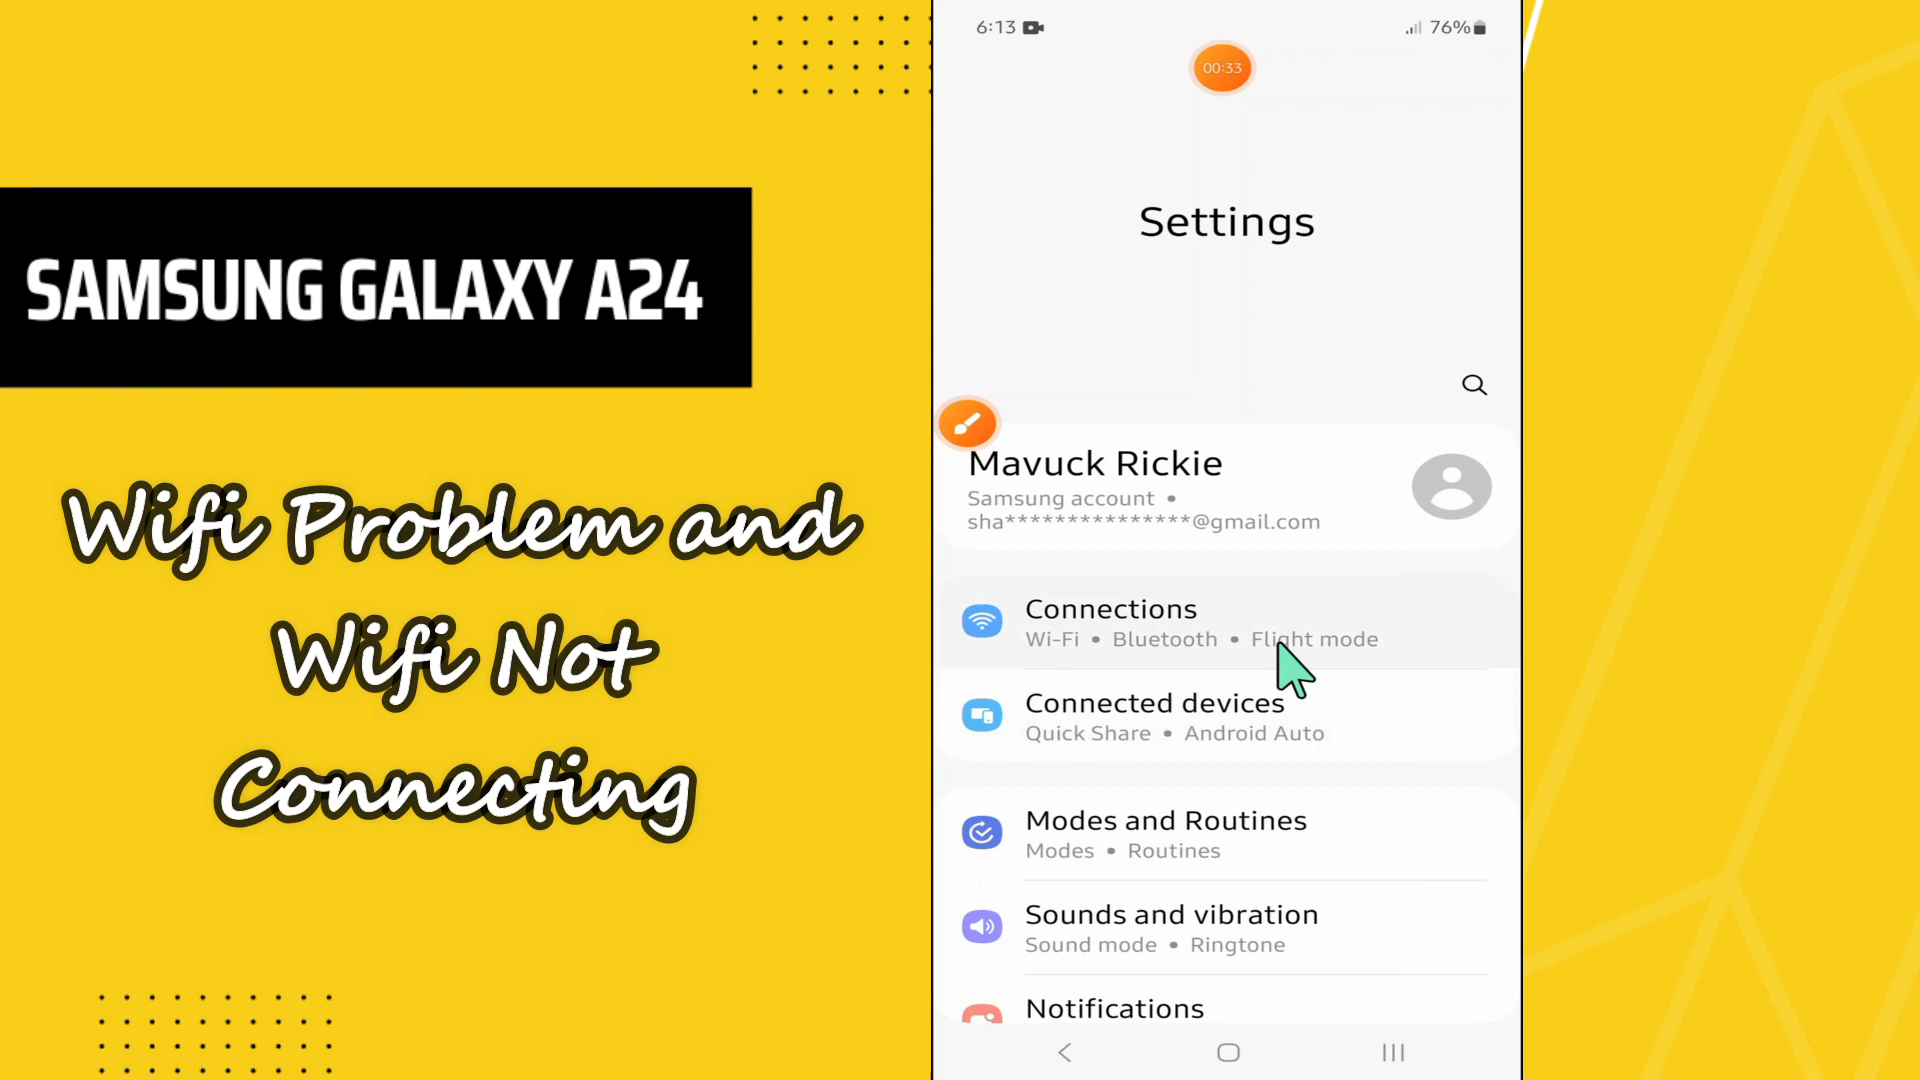 SAMSUNG GALAXY A24
Wifi Problem and
Wifi Not
Connecting
6:13
76%
00:33
Settings
Mavuck Rickie
Samsung account •
sha***************@gmail.com
Connections
Wi-Fi • Bluetooth • Flight mode
Connected devices
Quick Share • Android Auto
Modes and Routines
Modes • Routines
Sounds and vibration
Sound mode • Ringtone
Notifications